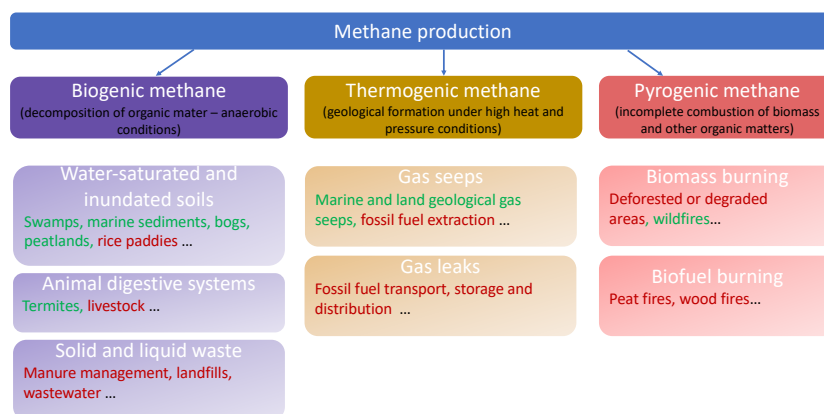 Methane production
Biogenic methane
(decomposition of organic mater – anaerobic
conditions)
Thermogenic methane
(geological formation under high heat and
pressure conditions)
Pyrogenic methane
(incomplete combustion of biomass
and other organic matters)
Water-saturated and
inundated soils
Swamps, marine sediments, bogs,
peatlands, rice paddies ...
Animal digestive systems
Termites, livestock ...
Solid and liquid waste
Manure management, landfills,
wastewater ...
Gas seeps
Marine and land geological gas
seeps, fossil fuel extraction ...
Gas leaks
Fossil fuel transport, storage and
distribution ...
Biomass burning
Deforested or degraded
areas, wildfires...
Biofuel burning
Peat fires, wood fires...